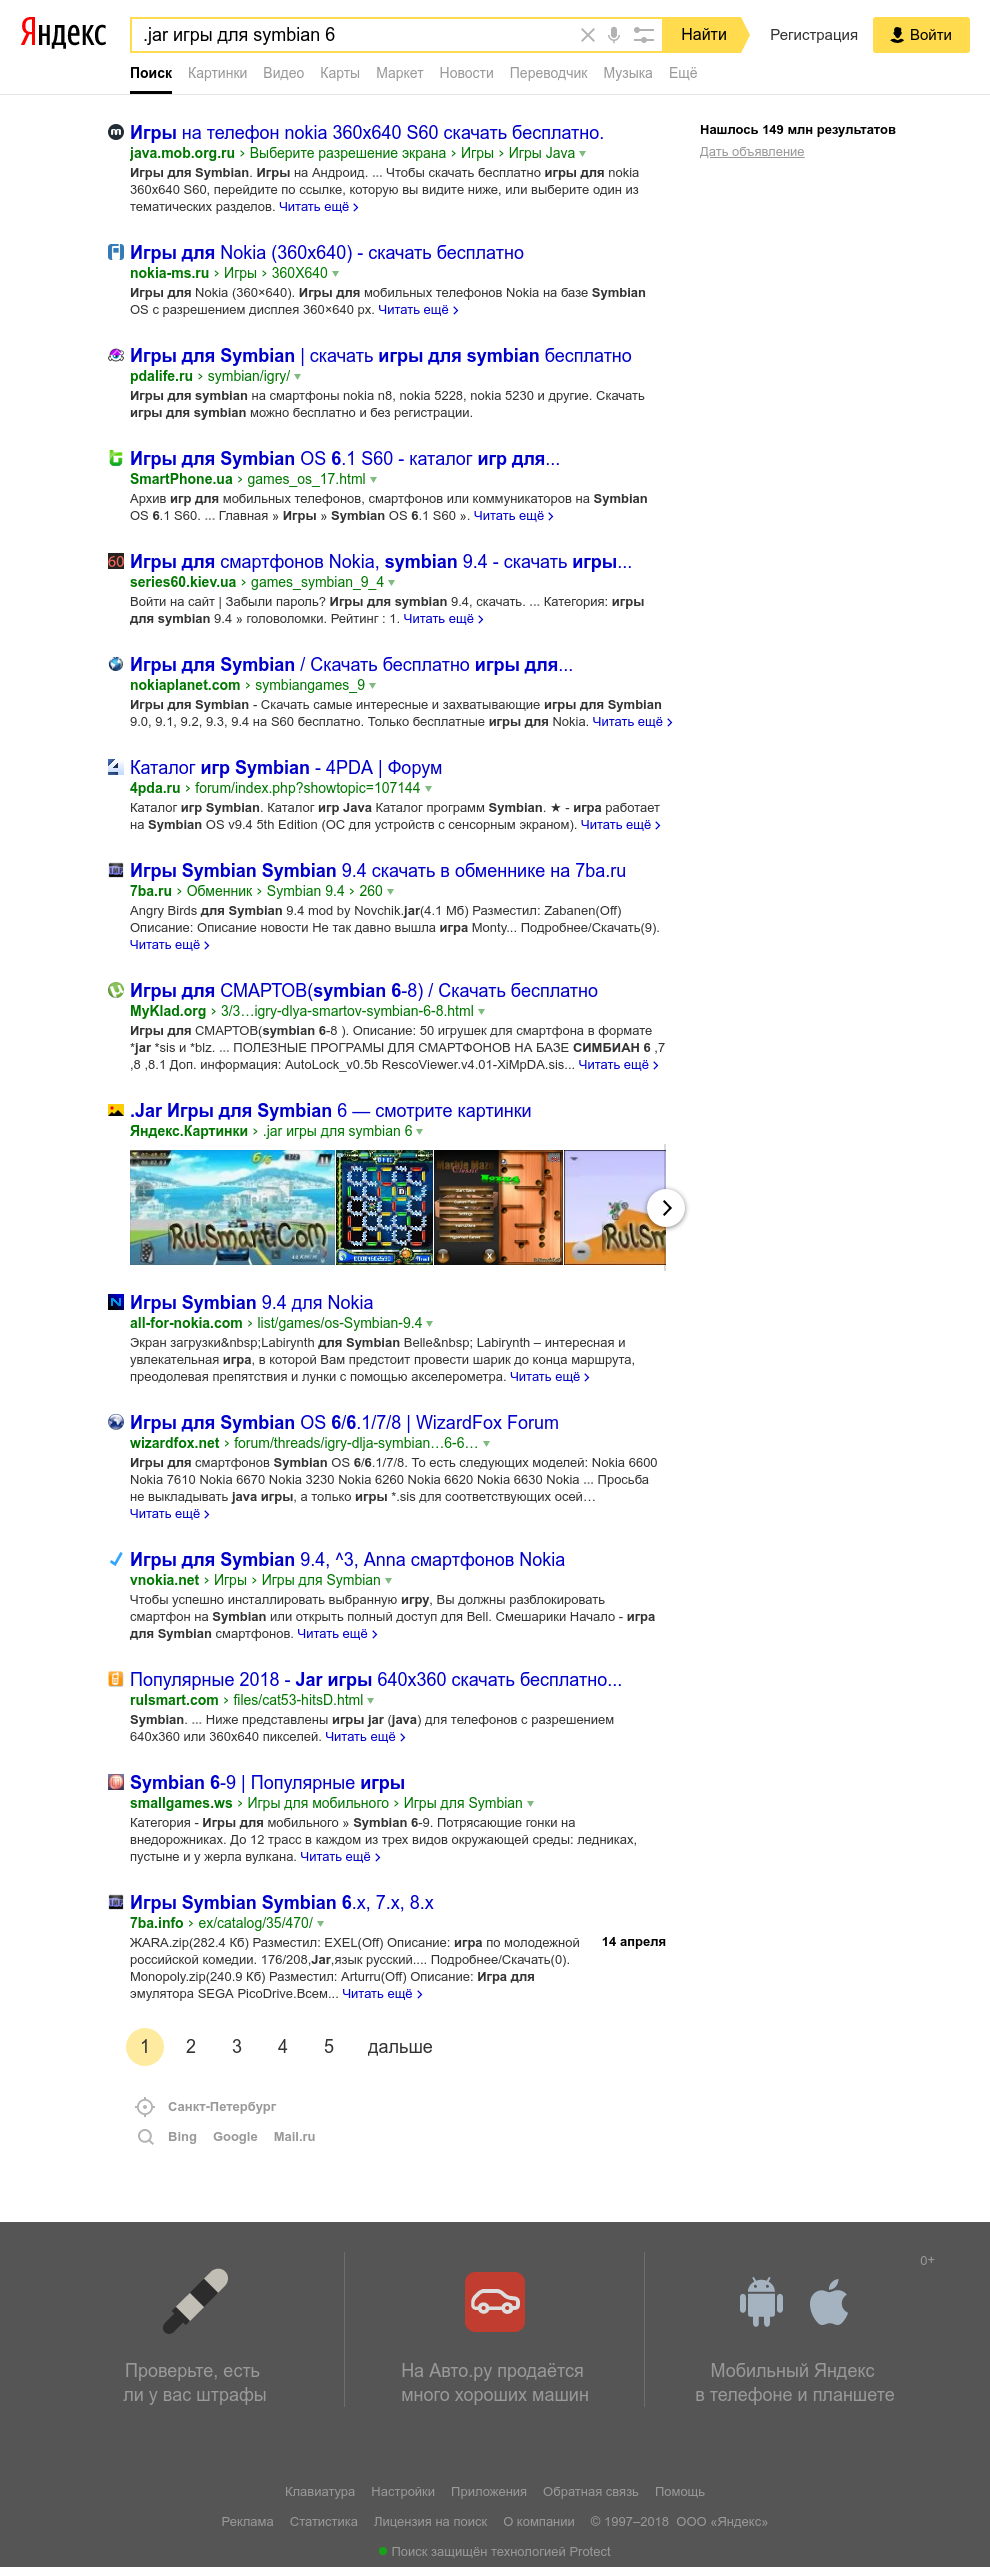 Яндекс
.jar игры для symbian 6
Найти
Регистрация
Войти
Поиск Картинки Видео Карты Маркет Новости Переводчик Музыка Ещё
Нашлось 149 млн результатов
Дать объявление
Игры на телефон nokia 360x640 S60 скачать бесплатно.
java.mob.org.ru › Выберите разрешение экрана › Игры › Игры Java
Игры для Symbian. Игры на Андроид. ... Чтобы скачать бесплатно игры для nokia
360x640 S60, перейдите по ссылке, которую вы видите ниже, или выберите один из
тематических разделов. Читать ещё ›
Игры для Nokia (360x640) - скачать бесплатно
nokia-ms.ru › Игры › 360X640
Игры для Nokia (360×640). Игры для мобильных телефонов Nokia на базе Symbian
OS с разрешением дисплея 360×640 px. Читать ещё ›
Игры для Symbian | скачать игры для symbian бесплатно
pdalife.ru › symbian/igry/
Игры для symbian на смартфоны nokia n8, nokia 5228, nokia 5230 и другие. Скачать
игры для symbian можно бесплатно и без регистрации.
Игры для Symbian OS 6.1 S60 - каталог игр для...
SmartPhone.ua › games_os_17.html
Архив игр для мобильных телефонов, смартфонов или коммуникаторов на Symbian
OS 6.1 S60. ... Главная » Игры » Symbian OS 6.1 S60 ». Читать ещё ›
Игры для смартфонов Nokia, symbian 9.4 - скачать игры...
series60.kiev.ua › games_symbian_9_4
Войти на сайт | Забыли пароль? Игры для symbian 9.4, скачать. ... Категория: игры
для symbian 9.4 » головоломки. Рейтинг : 1. Читать ещё ›
Игры для Symbian / Скачать бесплатно игры для...
nokiaplanet.com › symbiangames_9
Игры для Symbian - Скачать самые интересные и захватывающие игры для Symbian
9.0, 9.1, 9.2, 9.3, 9.4 на S60 бесплатно. Только бесплатные игры для Nokia. Читать ещё ›
Каталог игр Symbian - 4PDA | Форум
4pda.ru › forum/index.php?showtopic=107144
Каталог игр Symbian. Каталог игр Java Каталог программ Symbian. ★ - игра работает
на Symbian OS v9.4 5th Edition (ОС для устройств с сенсорным экраном). Читать ещё ›
Игры Symbian Symbian 9.4 скачать в обменнике на 7ba.ru
7ba.ru › Обменник › Symbian 9.4 › 260
Angry Birds для Symbian 9.4 mod by Novchik.jar(4.1 Мб) Разместил: Zabanen(Off)
Описание: Описание новости Не так давно вышла игра Monty... Подробнее/Скачать(9).
Читать ещё ›
Игры для СМАРТОВ(symbian 6-8) / Скачать бесплатно
MyKlad.org › 3/3…igry-dlya-smartov-symbian-6-8.html
Игры для СМАРТОВ(symbian 6-8 ). Описание: 50 игрушек для смартфона в формате
*jar *sis и *blz. ... ПОЛЕЗНЫЕ ПРОГРАМЫ ДЛЯ СМАРТФОНОВ НА БАЗЕ СИМБИАН 6 ,7
,8 ,8.1 Доп. информация: AutoLock_v0.5b RescoViewer.v4.01-XiMpDA.sis... Читать ещё ›
.Jar Игры для Symbian 6 — смотрите картинки
Яндекс.Картинки › .jar игры для symbian 6
RulSmart.Com
Игры Symbian 9.4 для Nokia
all-for-nokia.com › list/games/os-Symbian-9.4
Экран загрузки&nbsp;Labirynth для Symbian Belle&nbsp; Labirynth – интересная и
увлекательная игра, в которой Вам предстоит провести шарик до конца маршрута,
преодолевая препятствия и лунки с помощью акселерометра. Читать ещё ›
Игры для Symbian OS 6/6.1/7/8 | WizardFox Forum
wizardfox.net › forum/threads/igry-dlja-symbian…6-6…
Игры для смартфонов Symbian OS 6/6.1/7/8. То есть следующих моделей: Nokia 6600
Nokia 7610 Nokia 6670 Nokia 3230 Nokia 6260 Nokia 6620 Nokia 6630 Nokia ... Просьба
не выкладывать java игры, а только игры *.sis для соответствующих осей…
Читать ещё ›
Игры для Symbian 9.4, ^3, Anna смартфонов Nokia
vnokia.net › Игры › Игры для Symbian
Чтобы успешно инсталлировать выбранную игру, Вы должны разблокировать
смартфон на Symbian или открыть полный доступ для Bell. Смешарики Начало - игра
для Symbian смартфонов. Читать ещё ›
Популярные 2018 - Jar игры 640x360 скачать бесплатно...
rulsmart.com › files/cat53-hitsD.html
Symbian. ... Ниже представлены игры jar (java) для телефонов с разрешением
640x360 или 360x640 пикселей. Читать ещё ›
Symbian 6-9 | Популярные игры
smallgames.ws › Игры для мобильного › Игры для Symbian
Категория - Игры для мобильного » Symbian 6-9. Потрясающие гонки на
внедорожниках. До 12 трасс в каждом из трех видов окружающей среды: ледниках,
пустыне и у жерла вулкана. Читать ещё ›
Игры Symbian Symbian 6.x, 7.x, 8.x
7ba.info › ex/catalog/35/470/
ЖАRА.zip(282.4 Кб) Разместил: EXEL(Off) Описание: игра по молодежной
14 апреля
российской комедии. 176/208,Jar,язык русский.... Подробнее/Скачать(0).
Monopoly.zip(240.9 Кб) Разместил: Arturru(Off) Описание: Игра для
эмулятора SEGA PicoDrive.Всем... Читать ещё ›
1 2 3 4 5 дальше
Санкт-Петербург
Bing Google Mail.ru
0+
Проверьте, есть
ли у вас штрафы
На Авто.ру продаётся
много хороших машин
Мобильный Яндекс
в телефоне и планшете
Клавиатура Настройки Приложения Обратная связь Помощь
Реклама Статистика Лицензия на поиск О компании © 1997–2018 ООО «Яндекс»
Поиск защищён технологией Protect